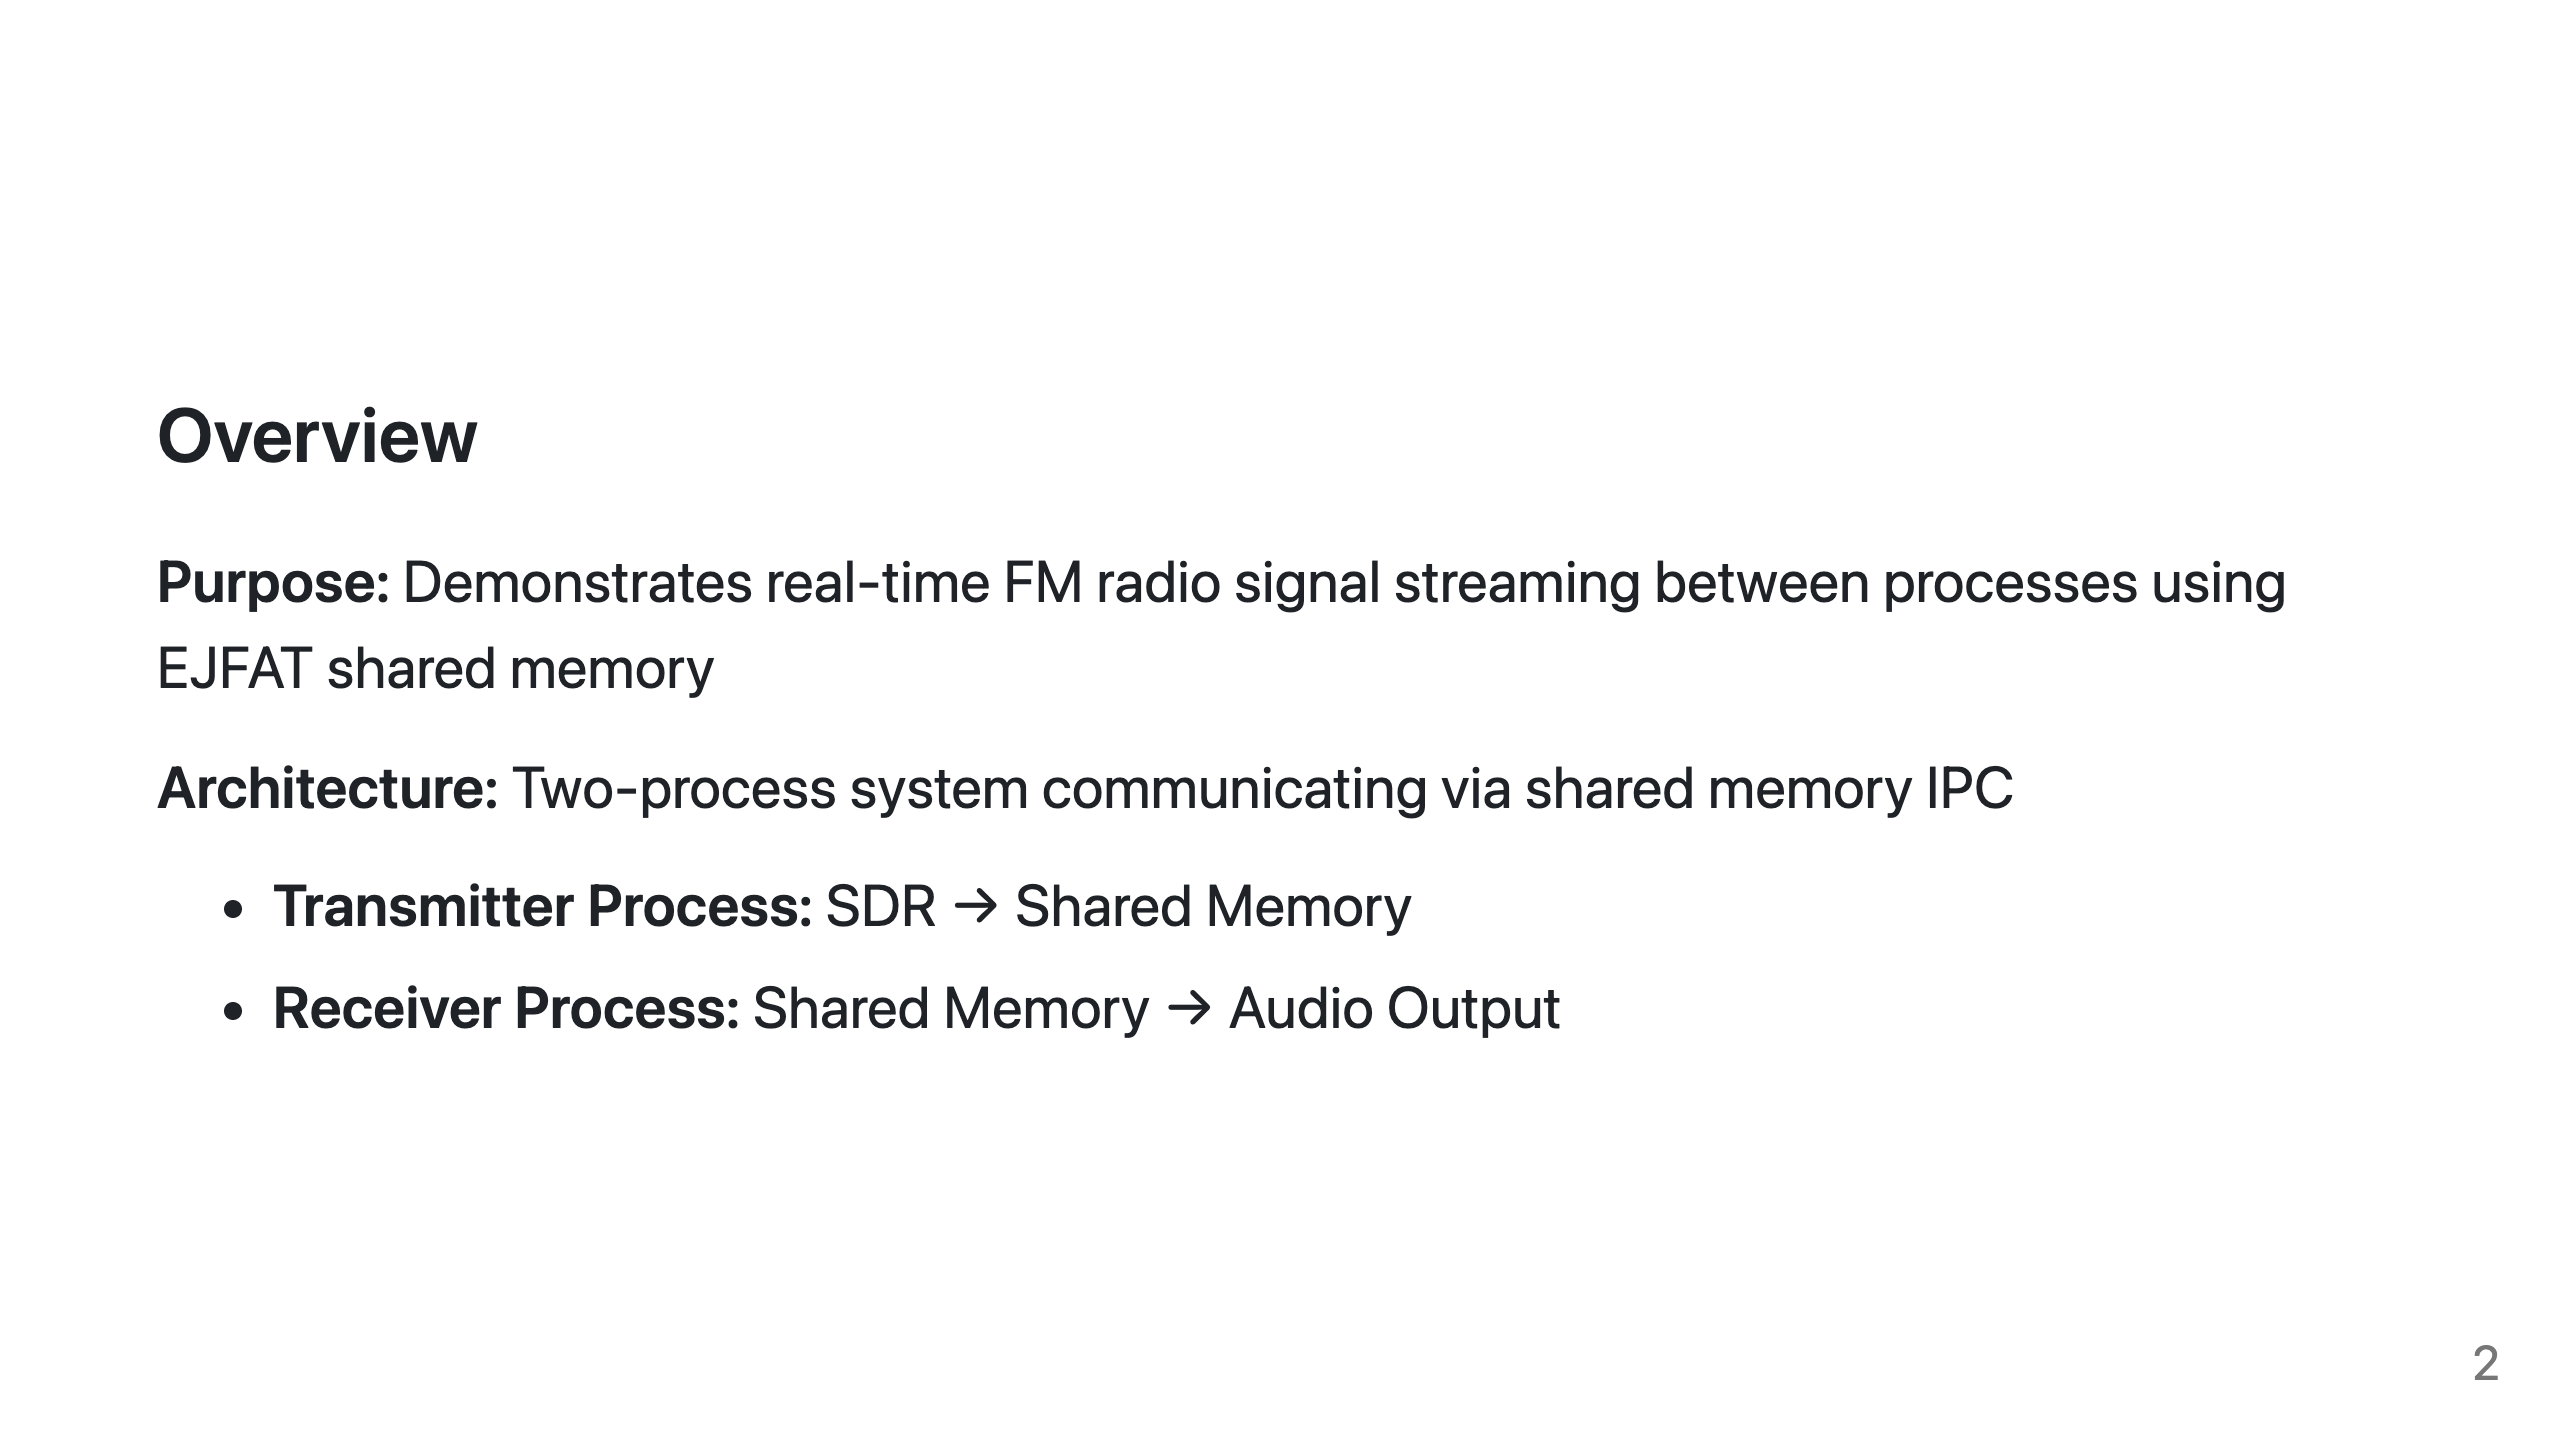 Overview
Purpose: Demonstrates real-time FM radio signal streaming between processes using
EJFAT shared memory
Architecture: Two-process system communicating via shared memory IPC
• Transmitter Process: SDR → Shared Memory
• Receiver Process: Shared Memory → Audio Output
2